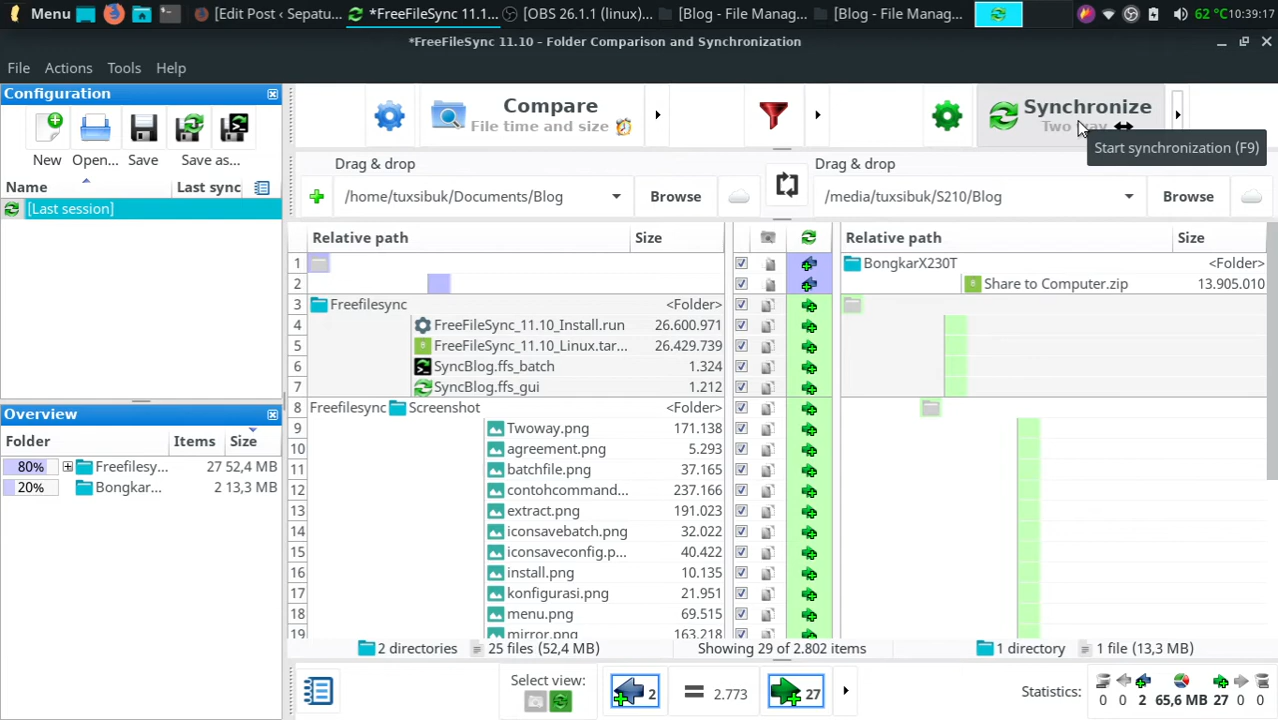 Menu
[Edit Post ‹ Sepatu...
*FreeFileSync 11.1...
[OBS 26.1.1 (linux)...
[Blog - File Manag...
[Blog - File Manag...
62 °C 10:39:17
*FreeFileSync 11.10 - Folder Comparison and Synchronization
File Actions Tools Help
Configuration
New Open... Save Save as...
Name Last sync
[Last session]
Overview
Folder Items Size
80% Freefilesy... 27 52,4 MB
20% Bongkar... 2 13,3 MB
Compare
File time and size
Synchronize
Two way
Start synchronization (F9)
Drag & drop
/home/tuxsibuk/Documents/Blog
Browse
Drag & drop
/media/tuxsibuk/S210/Blog
Browse
Relative path Size
Relative path Size
1 BongkarX230T <Folder>
2 Share to Computer.zip 13.905.010
3 Freefilesync <Folder>
4 FreeFileSync_11.10_Install.run 26.600.971
5 FreeFileSync_11.10_Linux.tar... 26.429.739
6 SyncBlog.ffs_batch 1.324
7 SyncBlog.ffs_gui 1.212
8 Freefilesync Screenshot <Folder>
9 Twoway.png 171.138
10 agreement.png 5.293
11 batchfile.png 37.165
12 contohcommand... 237.166
13 extract.png 191.023
14 iconsavebatch.png 32.022
15 iconsaveconfig.p... 40.422
16 install.png 10.135
17 konfigurasi.png 21.951
18 menu.png 69.515
19 mirror.png 163.218
2 directories 25 files (52,4 MB)
Showing 29 of 2.802 items
1 directory 1 file (13,3 MB)
Select view:
2
2.773
27
Statistics:
0 0 2 65,6 MB 27 0 0